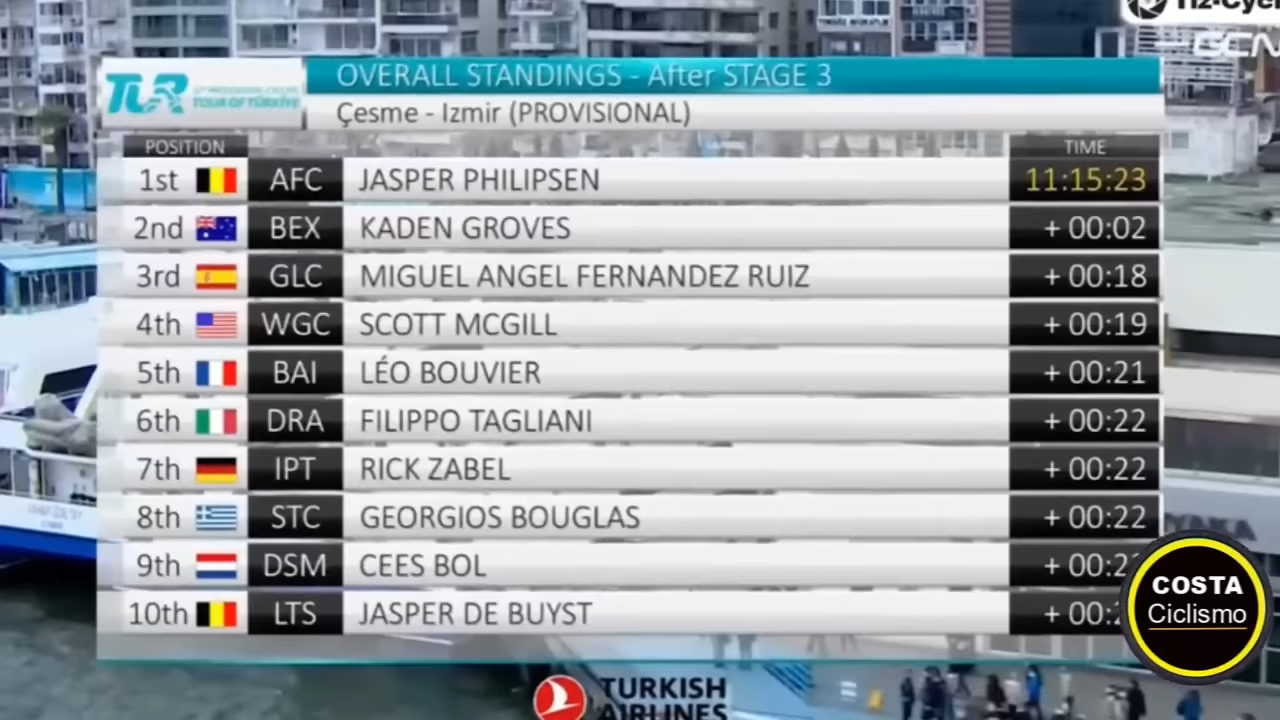 TUR
TOUR OF TÜRKİYE
OVERALL STANDINGS - After STAGE 3
Çesme - Izmir (PROVISIONAL)
POSITION TIME
1st AFC JASPER PHILIPSEN 11:15:23
2nd BEX KADEN GROVES + 00:02
3rd GLC MIGUEL ANGEL FERNANDEZ RUIZ + 00:18
4th WGC SCOTT MCGILL + 00:19
5th BAI LÉO BOUVIER + 00:21
6th DRA FILIPPO TAGLIANI + 00:22
7th IPT RICK ZABEL + 00:22
8th STC GEORGIOS BOUGLAS + 00:22
9th DSM CEES BOL
10th LTS JASPER DE BUYST
COSTA
Ciclismo
TURKISH
AIRLINES
GCN